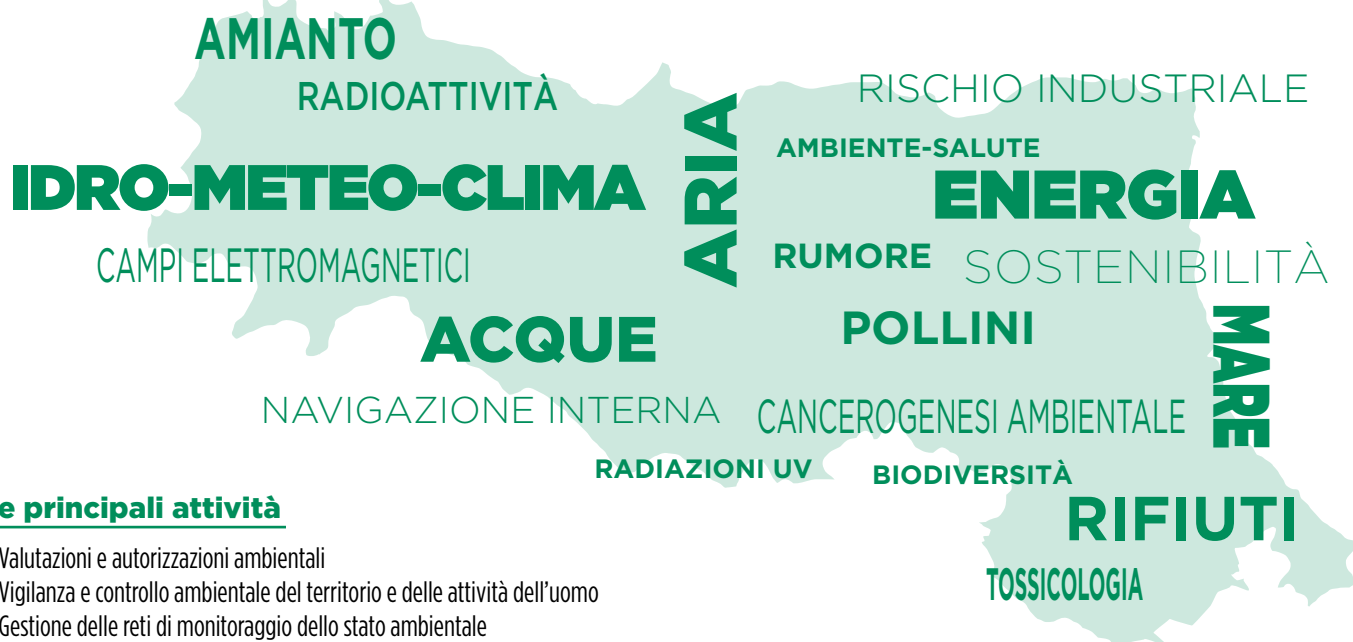 AMIANTO
RADIOATTIVITÀ
RISCHIO INDUSTRIALE
ARIA
AMBIENTE-SALUTE
IDRO-METEO-CLIMA
ENERGIA
CAMPI ELETTROMAGNETICI
RUMORE
SOSTENIBILITÀ
ACQUE
POLLINI
MARE
NAVIGAZIONE INTERNA
CANCEROGENESI AMBIENTALE
RADIAZIONI UV
BIODIVERSITÀ
RIFIUTI
TOSSICOLOGIA
e principali attività
Valutazioni e autorizzazioni ambientali
Vigilanza e controllo ambientale del territorio e delle attività dell'uomo
Gestione delle reti di monitoraggio dello stato ambientale